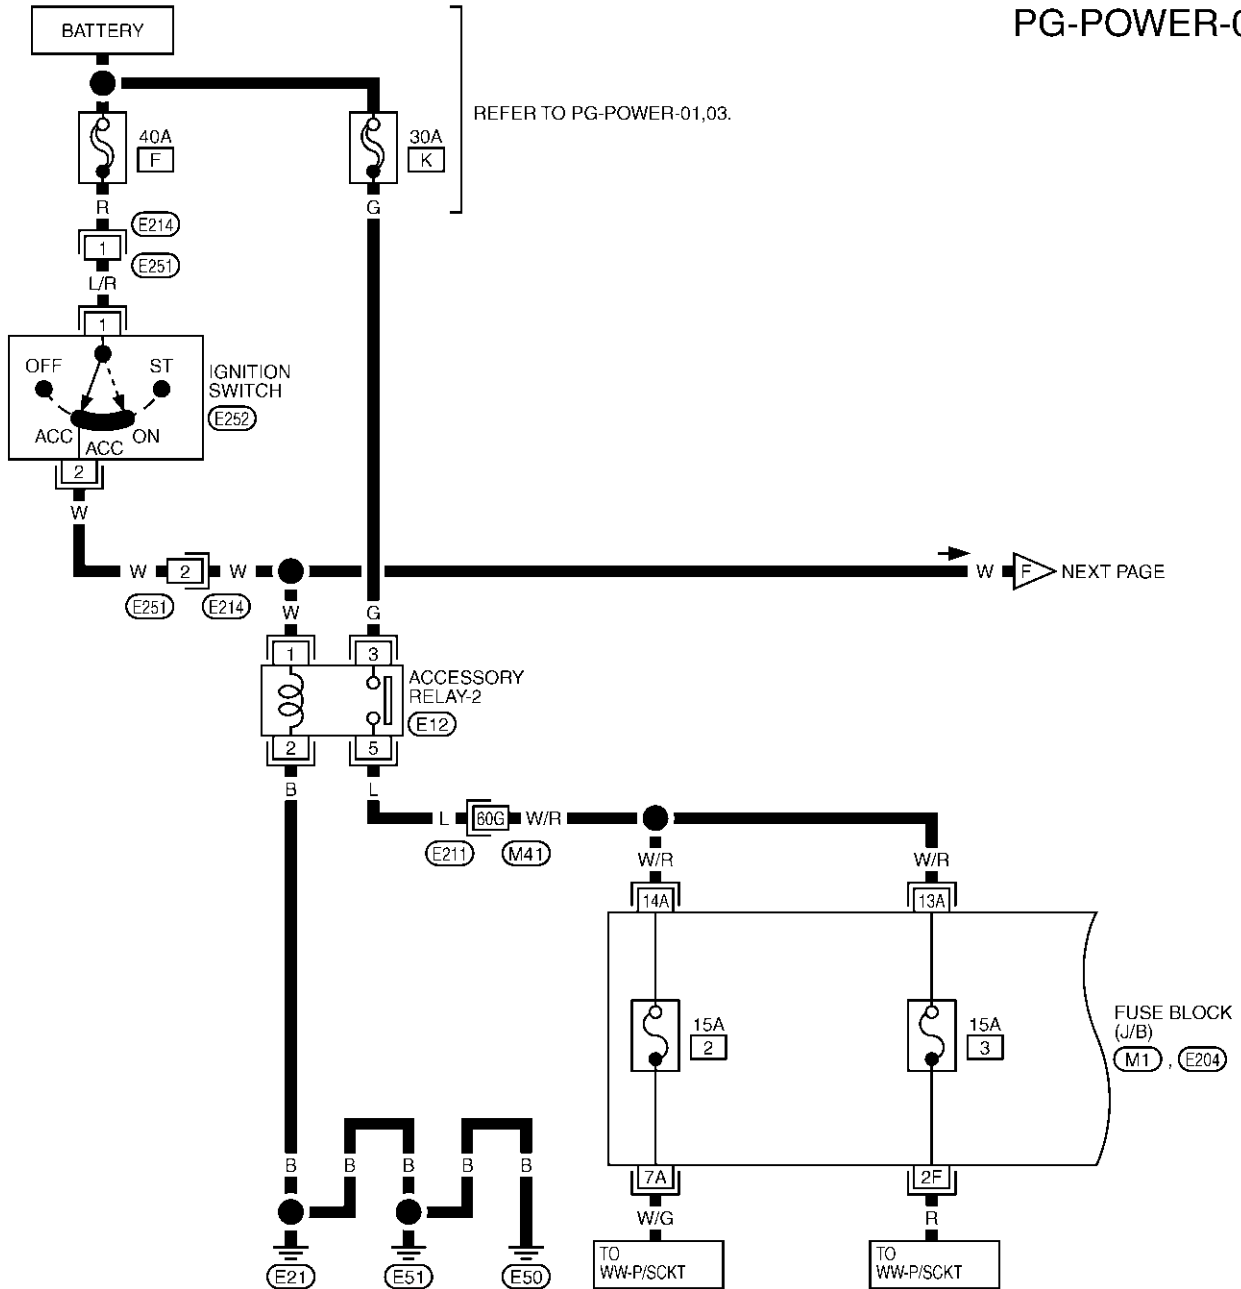 PG-POWER-0
BATTERY
REFER TO PG-POWER-01,03.
40A
F
30A
K
R
G
E214
1
E251
L/R
1
OFF
ST
IGNITION
SWITCH
E252
ACC
ACC
ON
2
W
W
2
W
W
F
NEXT PAGE
E251
E214
W
G
1
3
ACCESSORY
RELAY-2
E12
2
5
B
L
L
60G
W/R
E211
M41
W/R
W/R
14A
13A
FUSE BLOCK
(J/B)
M1 , E204
15A
2
15A
3
B
B
B
B
B
7A
2F
W/G
R
E21
E51
E50
TO
WW-P/SCKT
TO
WW-P/SCKT